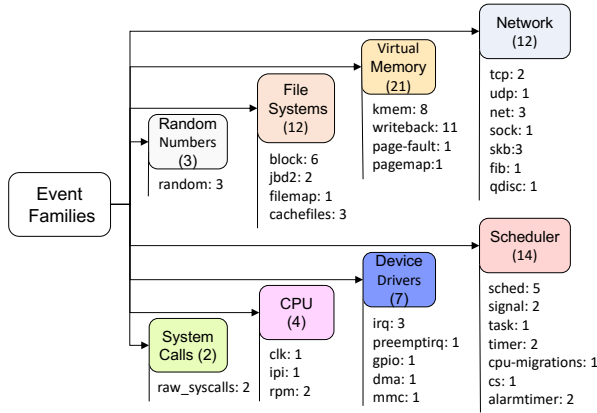 Event
Families
Random
Numbers
(3)
random: 3
File
Systems
(12)
block: 6
jbd2: 2
filemap: 1
cachefiles: 3
Virtual
Memory
(21)
kmem: 8
writeback: 11
page-fault: 1
pagemap:1
Network
(12)
tcp: 2
udp: 1
net: 3
sock: 1
skb:3
fib: 1
qdisc: 1
System
Calls (2)
raw_syscalls: 2
CPU
(4)
clk: 1
ipi: 1
rpm: 2
Device
Drivers
(7)
irq: 3
preemptirq: 1
gpio: 1
dma: 1
mmc: 1
Scheduler
(14)
sched: 5
signal: 2
task: 1
timer: 2
cpu-migrations: 1
cs: 1
alarmtimer: 2